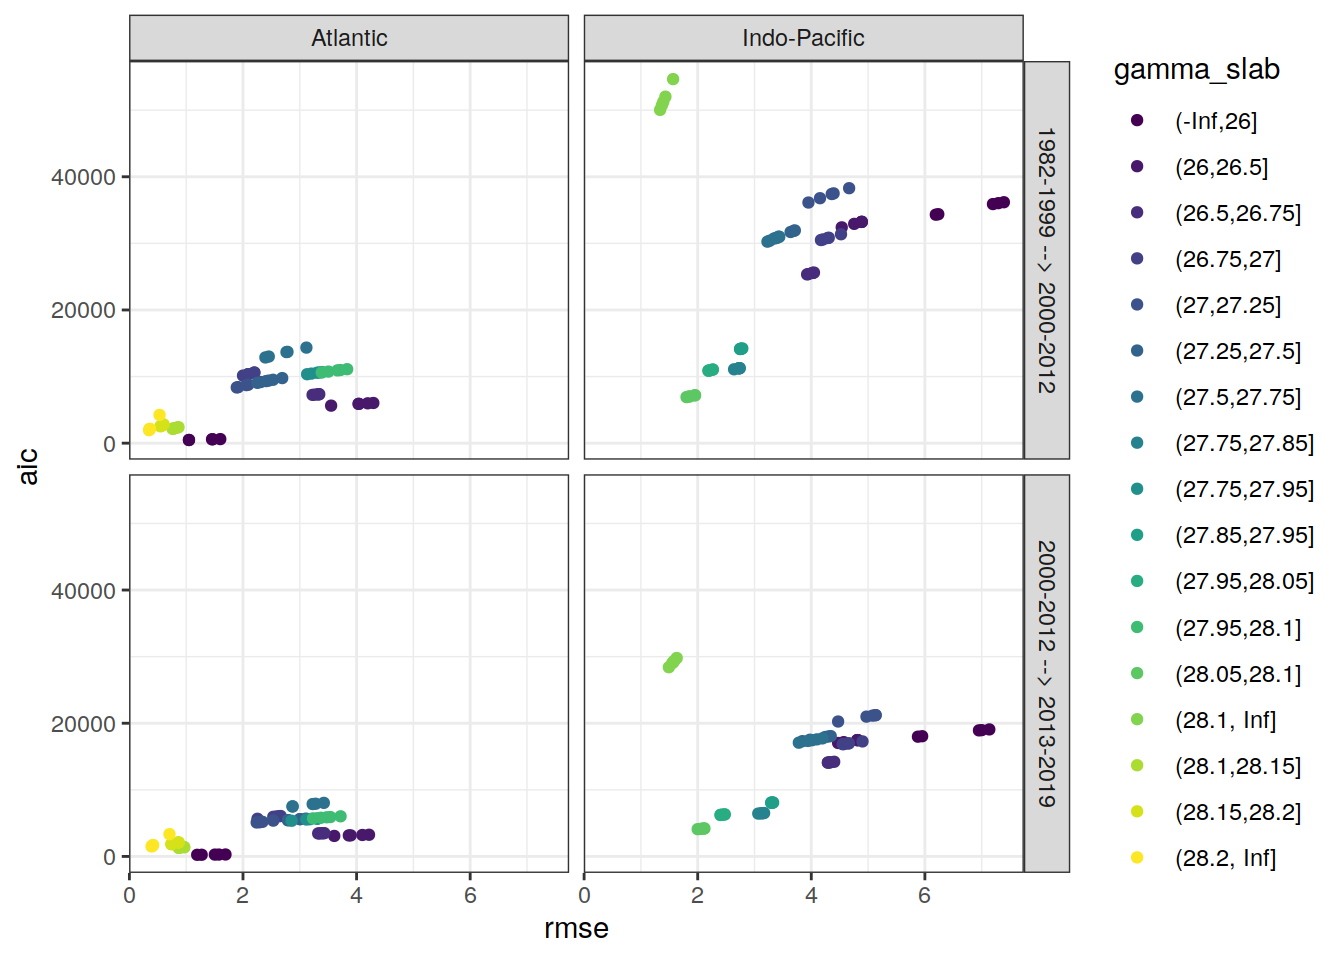 Atlantic
Indo-Pacific
gamma_slab
(-Inf,26]
(26,26.5]
(26.5,26.75]
(26.75,27]
(27,27.25]
(27.25,27.5]
(27.5,27.75]
(27.75,27.85]
(27.75,27.95]
(27.85,27.95]
(27.95,28.05]
(27.95,28.1]
(28.05,28.1]
(28.1, Inf]
(28.1,28.15]
(28.15,28.2]
(28.2, Inf]
1982-1999 --> 2000-2012
2000-2012 --> 2013-2019
aic
40000
20000
0
40000
20000
0
0 2 4 6
0 2 4 6
rmse